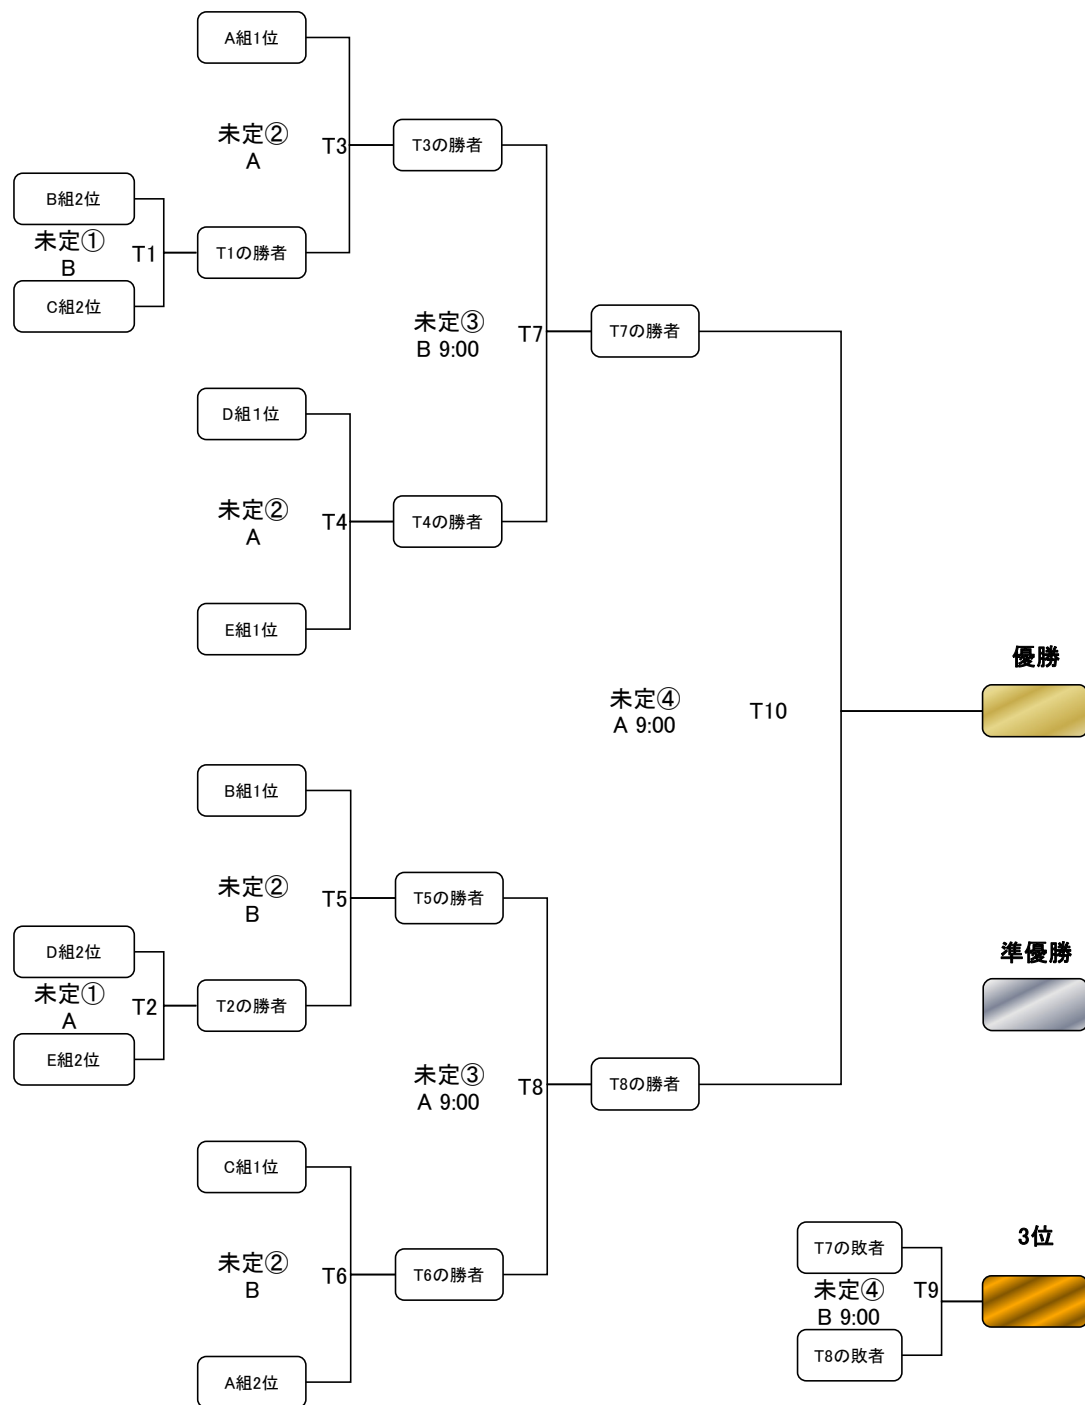 A組1位
未定②
A
T3
T3の勝者
B組2位
未定①
B
T1
T1の勝者
C組2位
未定③
B 9:00
T7
T7の勝者
D組1位
未定②
A
T4
T4の勝者
E組1位
優勝
未定④
A 9:00
T10
B組1位
未定②
B
T5
T5の勝者
D組2位
未定①
A
T2
T2の勝者
E組2位
準優勝
未定③
A 9:00
T8
T8の勝者
C組1位
未定②
B
T6
T6の勝者
A組2位
3位
T7の敗者
未定④
B 9:00
T9
T8の敗者